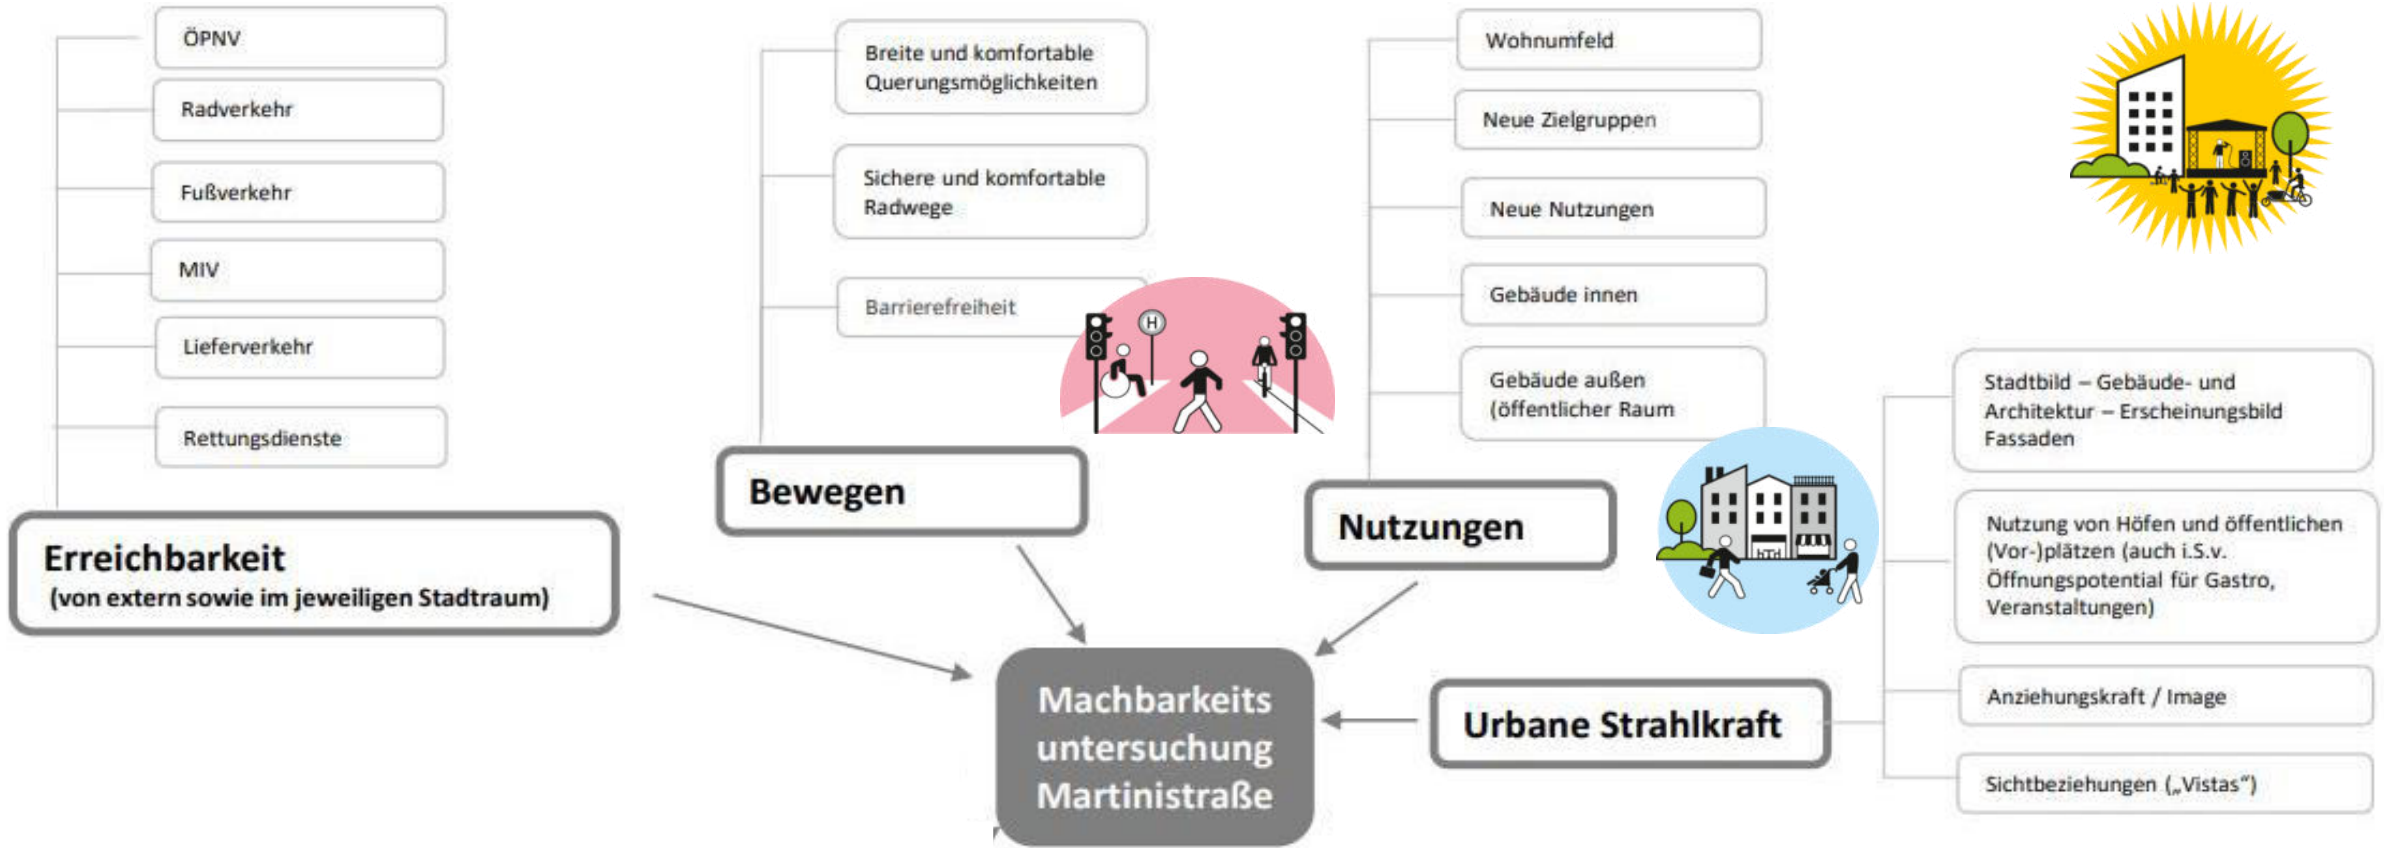 ÖPNV
Radverkehr
Fußverkehr
MIV
Lieferverkehr
Rettungsdienste
Erreichbarkeit
(von extern sowie im jeweiligen Stadtraum)
Breite und komfortable
Querungsmöglichkeiten
Sichere und komfortable
Radwege
Barrierefreiheit
H
Bewegen
Wohnumfeld
Neue Zielgruppen
Neue Nutzungen
Gebäude innen
Gebäude außen
(öffentlicher Raum
Nutzungen
Stadtbild – Gebäude- und
Architektur – Erscheinungsbild
Fassaden
Nutzung von Höfen und öffentlichen
(Vor-)plätzen (auch i.S.v.
Öffnungspotential für Gastro,
Veranstaltungen)
Anziehungskraft / Image
Sichtbeziehungen („Vistas“)
Urbane Strahlkraft
Machbarkeits
untersuchung
Martinistraße